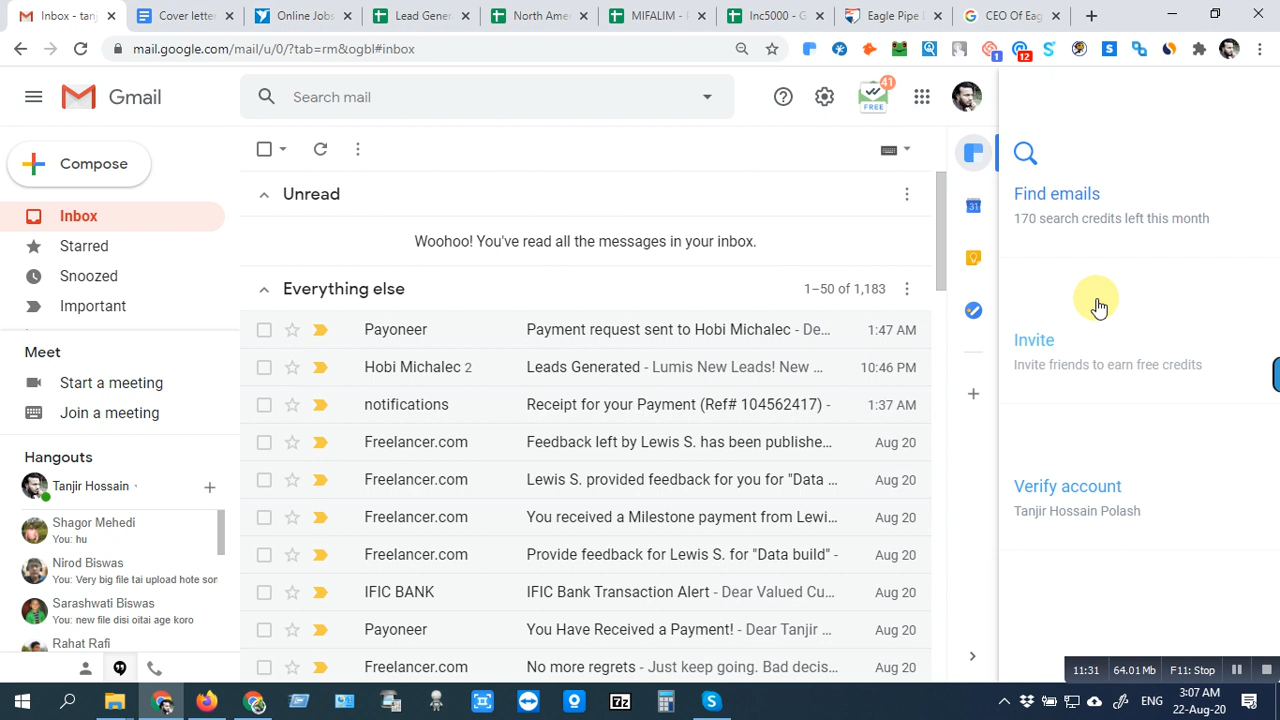 Inbox - tanj
Cover letter
Online Jobs
Lead Gener
North Ame
MIFALIM - I
Inc5000 - G
Eagle Pipe L
CEO Of Eag
mail.google.com/mail/u/0/?tab=rm&ogbl#inbox
1
12
Gmail
Search mail
41
FREE
Compose
Inbox
Starred
Snoozed
Important
Meet
Start a meeting
Join a meeting
Hangouts
Tanjir Hossain
Shagor Mehedi
You: hu
Nirod Biswas
You: Very big file tai upload hote son
Sarashwati Biswas
You: new file disi oitai age koro
Rahat Rafi
Unread
Woohoo! You've read all the messages in your inbox.
Everything else
1–50 of 1,183
Payoneer Payment request sent to Hobi Michalec - De... 1:47 AM
Hobi Michalec 2 Leads Generated - Lumis New Leads! New ... 10:46 PM
notifications Receipt for your Payment (Ref# 104562417) - 1:37 AM
Freelancer.com Feedback left by Lewis S. has been publishe... Aug 20
Freelancer.com Lewis S. provided feedback for you for "Data ... Aug 20
Freelancer.com You received a Milestone payment from Lewi... Aug 20
Freelancer.com Provide feedback for Lewis S. for "Data build" - Aug 20
IFIC BANK IFIC Bank Transaction Alert - Dear Valued Cu... Aug 20
Payoneer You Have Received a Payment! - Dear Tanjir ... Aug 20
Freelancer.com No more regrets - Just keep going. Bad decis... Aug 20
31
Find emails
170 search credits left this month
Invite
Invite friends to earn free credits
Verify account
Tanjir Hossain Polash
11:31 64.01 MB F11: Stop
7z
ENG
3:07 AM
22-Aug-20